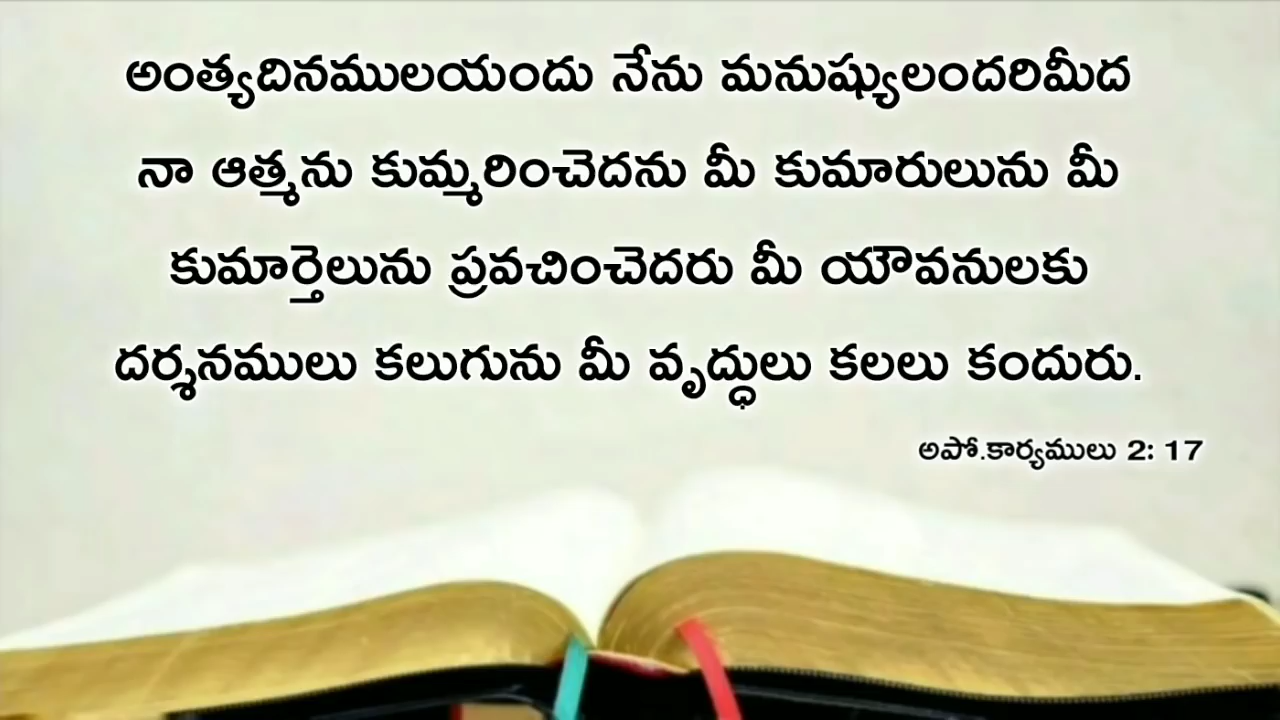 అంత్యదినములయందు నేను మనుష్యులందరిమీద
నా ఆత్మను కుమ్మరించెదను మీ కుమారులును మీ
కుమార్తెలును ప్రవచించెదరు మీ యౌవనులకు
దర్శనములు కలుగును మీ వృద్ధులు కలలు కందురు.
అపో.కార్యములు 2: 17